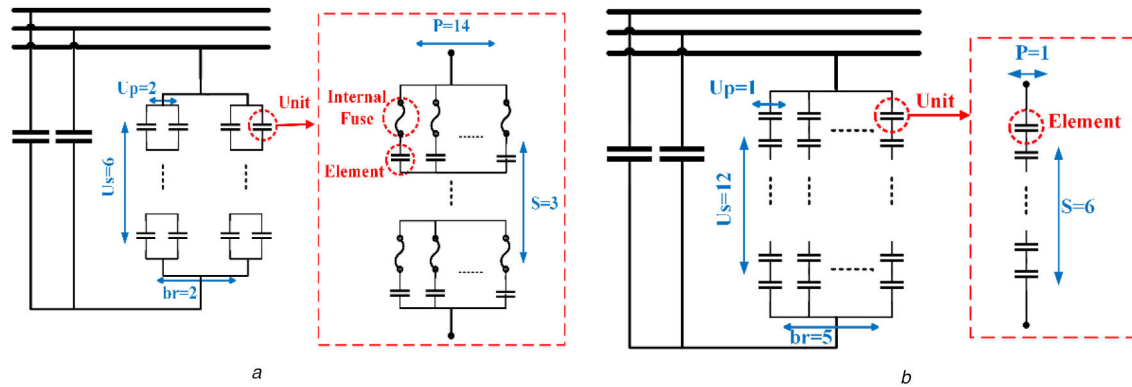 P=14
Up=2
Unit
Internal
Fuse
Element
Us=6
S=3
br=2
a
P=1
Up=1
Unit
Element
Us=12
S=6
br=5
b